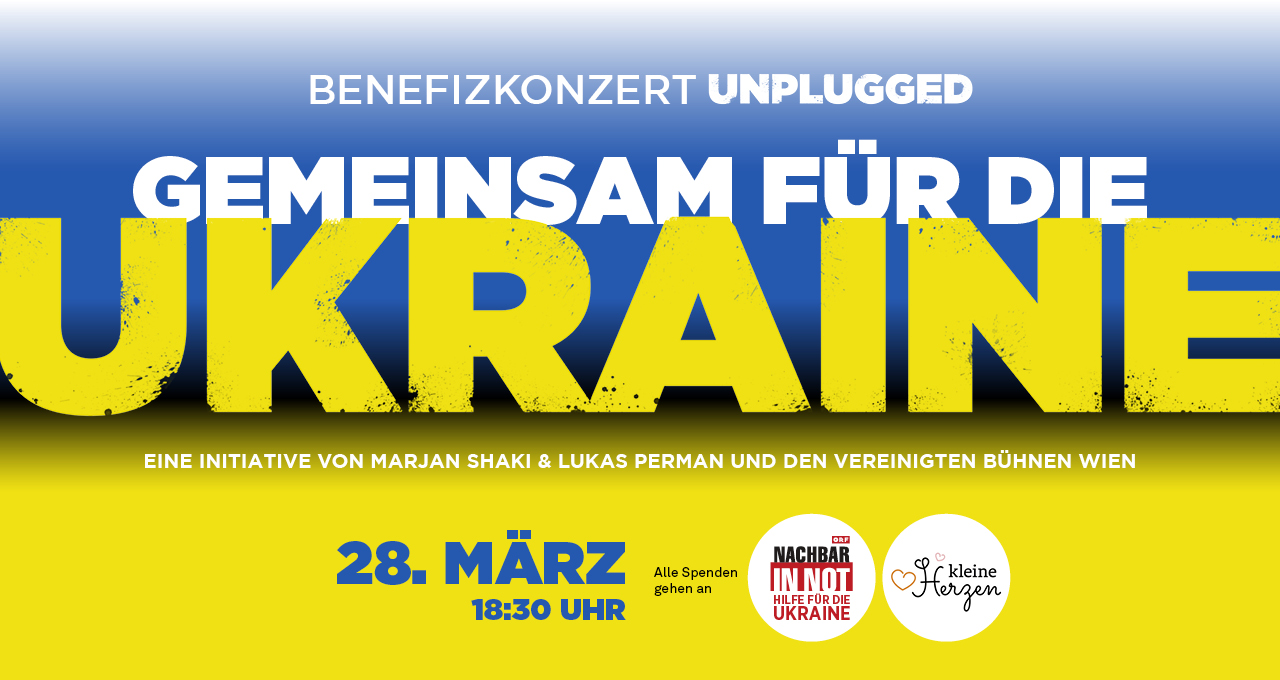 BENEFIZKONZERT UNPLUGGED
GEMEINSAM FÜR DIE
UKRAINE
EINE INITIATIVE VON MARJAN SHAKI & LUKAS PERMAN UND DEN VEREINIGTEN BÜHNEN WIEN
28. MÄRZ
18:30 UHR
Alle Spenden
gehen an
ORF
NACHBAR
IN NOT
HILFE FÜR DIE
UKRAINE
kleine
Herzen